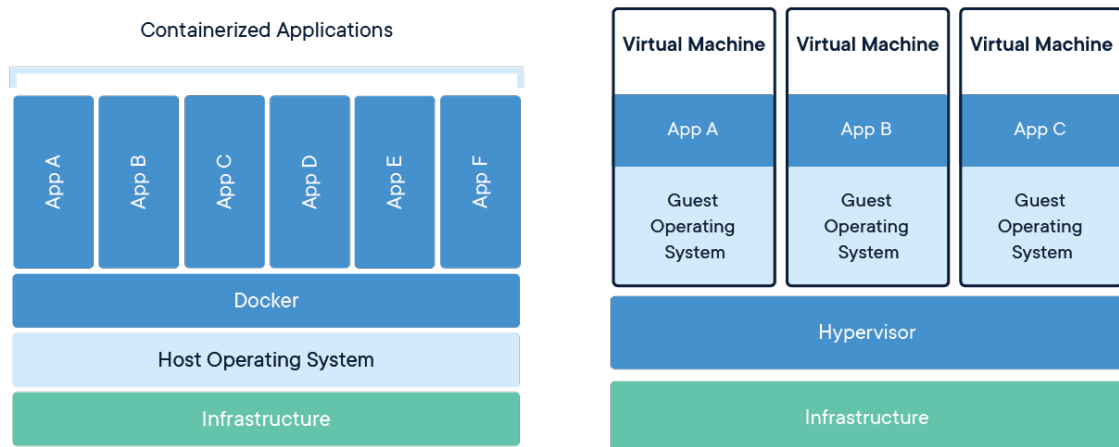 Containerized Applications
App A
App B
App C
App D
App E
App F
Docker
Host Operating System
Infrastructure
Virtual Machine
App A
Guest
Operating
System
Virtual Machine
App B
Guest
Operating
System
Virtual Machine
App C
Guest
Operating
System
Hypervisor
Infrastructure